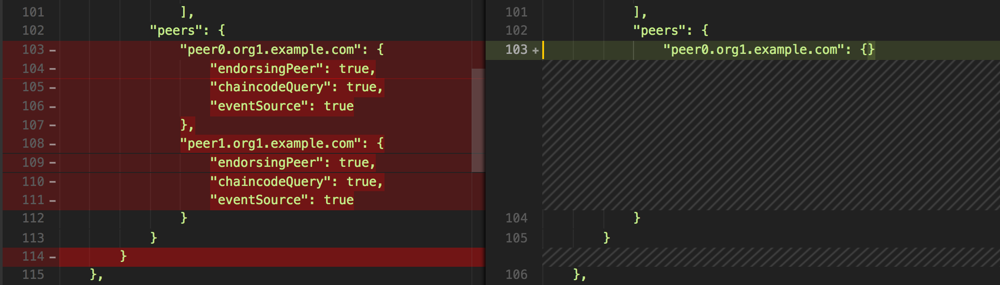 101 ],
102 "peers": {
103 – "peer0.org1.example.com": {
104 – "endorsingPeer": true,
105 – "chaincodeQuery": true,
106 – "eventSource": true
107 – },
108 – "peer1.org1.example.com": {
109 – "endorsingPeer": true,
110 – "chaincodeQuery": true,
111 – "eventSource": true
112 }
113 }
114 – }
115 },
101 ],
102 "peers": {
103 + "peer0.org1.example.com": {}
104 }
105 }
106 },